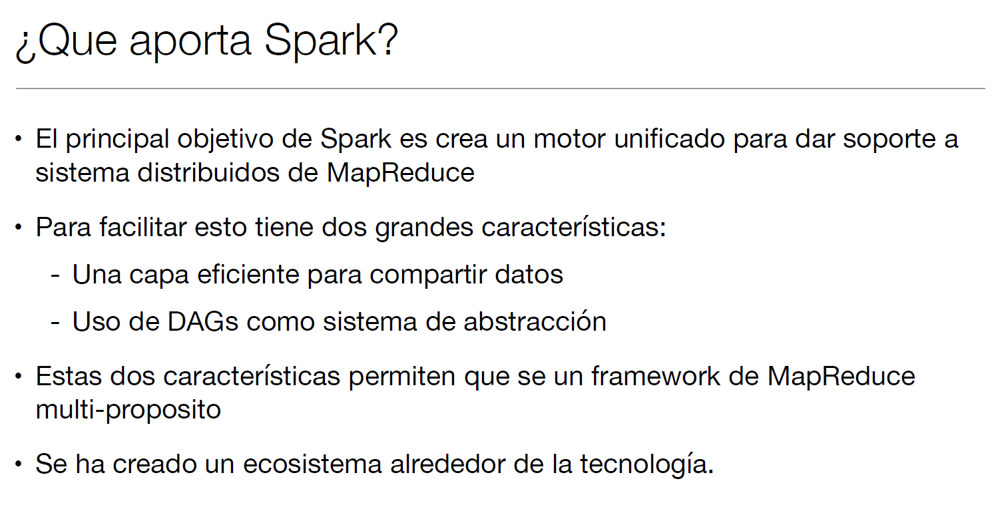 ¿Que aporta Spark?
• El principal objetivo de Spark es crea un motor unificado para dar soporte a
sistema distribuidos de MapReduce
• Para facilitar esto tiene dos grandes características:
- Una capa eficiente para compartir datos
- Uso de DAGs como sistema de abstracción
• Estas dos características permiten que se un framework de MapReduce
multi-proposito
• Se ha creado un ecosistema alrededor de la tecnología.